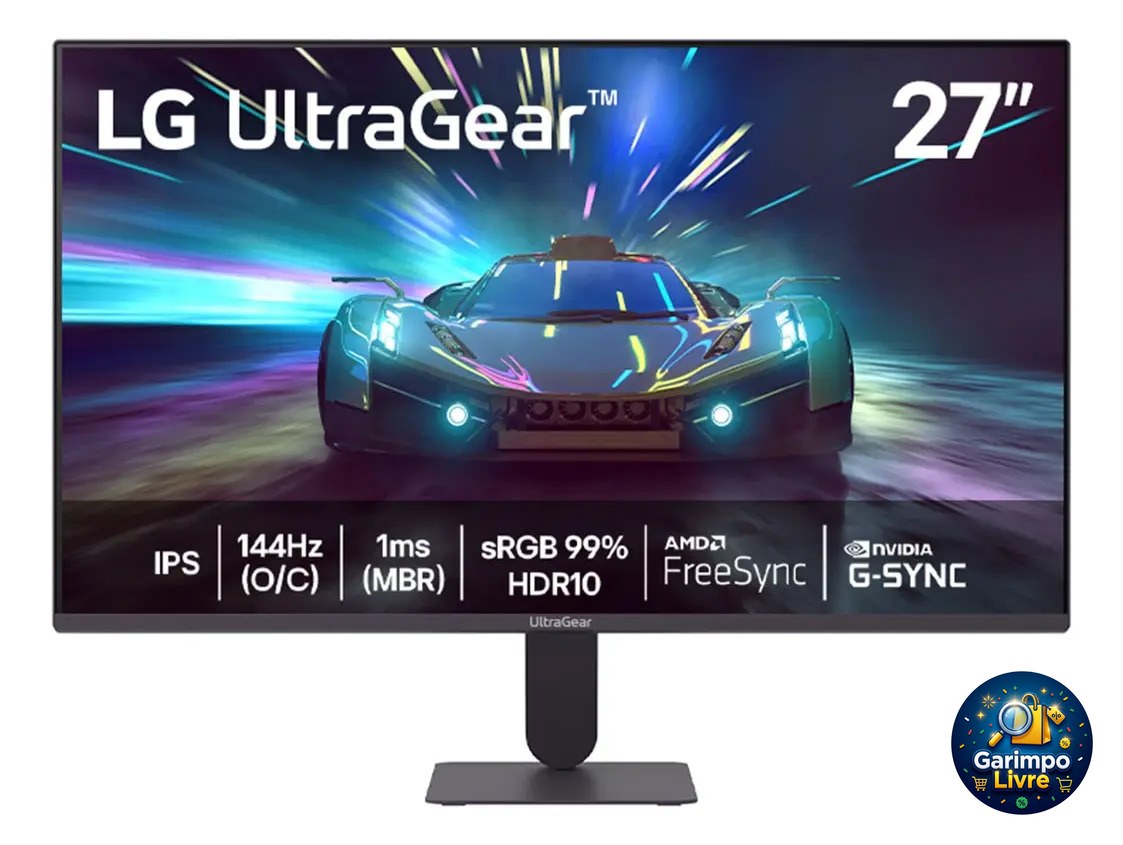 LG UltraGear™
27"
IPS
144Hz
(O/C)
1ms
(MBR)
sRGB 99%
HDR10
AMD
FreeSync
NVIDIA
G-SYNC
UltraGear
%
%
Garimpo
Livre
%